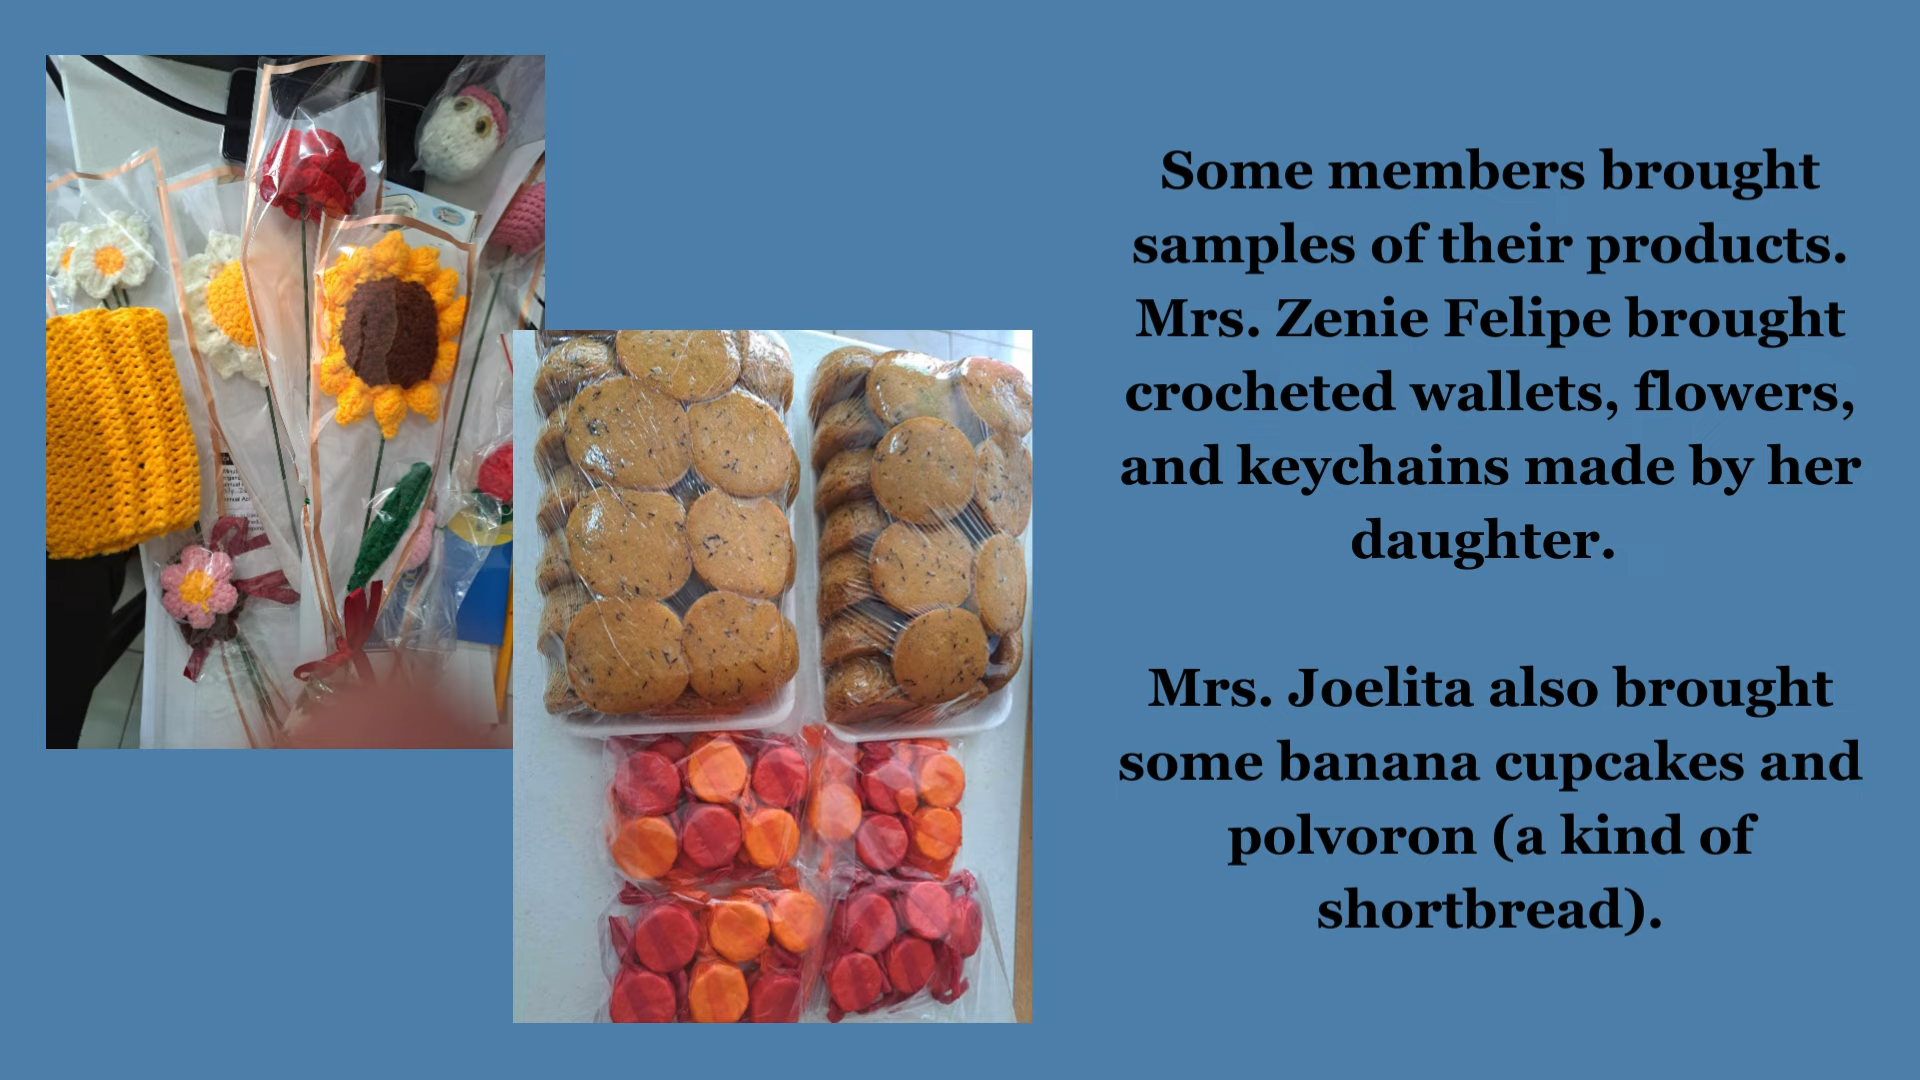 Some members brought
samples of their products.
Mrs. Zenie Felipe brought
crocheted wallets, flowers,
and keychains made by her
daughter.
Mrs. Joelita also brought
some banana cupcakes and
polvoron (a kind of
shortbread).